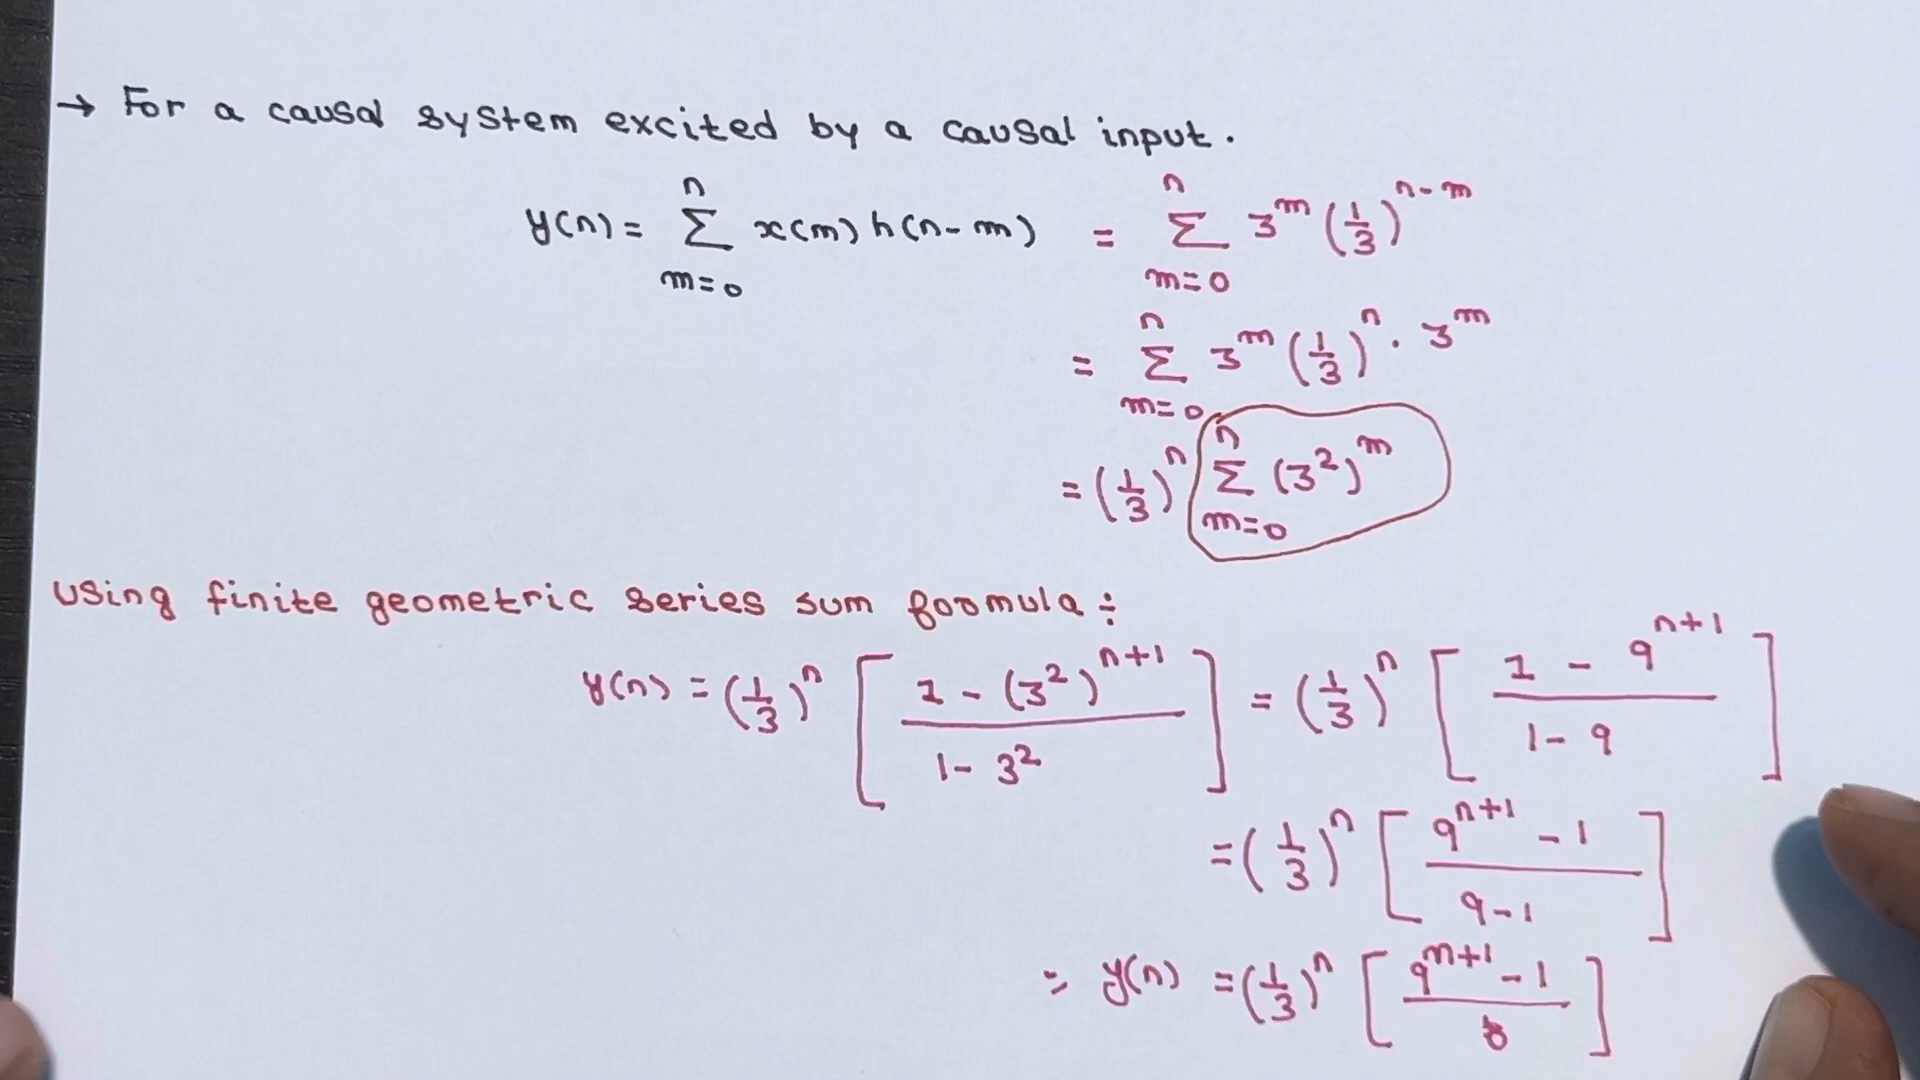 → For a causal system excited by a causal input.
y(n) = Σ_{m=0}^{n} x(m) h(n-m) = Σ_{m=0}^{n} 3^m (1/3)^{n-m}
= Σ_{m=0}^{n} 3^m (1/3)^n . 3^m
= (1/3)^n Σ_{m=0}^{n} (3^2)^m
using finite geometric series sum formula ÷
y(n) = (1/3)^n [ (1 - (3^2)^{n+1}) / (1 - 3^2) ] = (1/3)^n [ (1 - 9^{n+1}) / (1 - 9) ]
= (1/3)^n [ (9^{n+1} - 1) / (9 - 1) ]
= y(n) = (1/3)^n [ (9^{n+1} - 1) / 8 ]